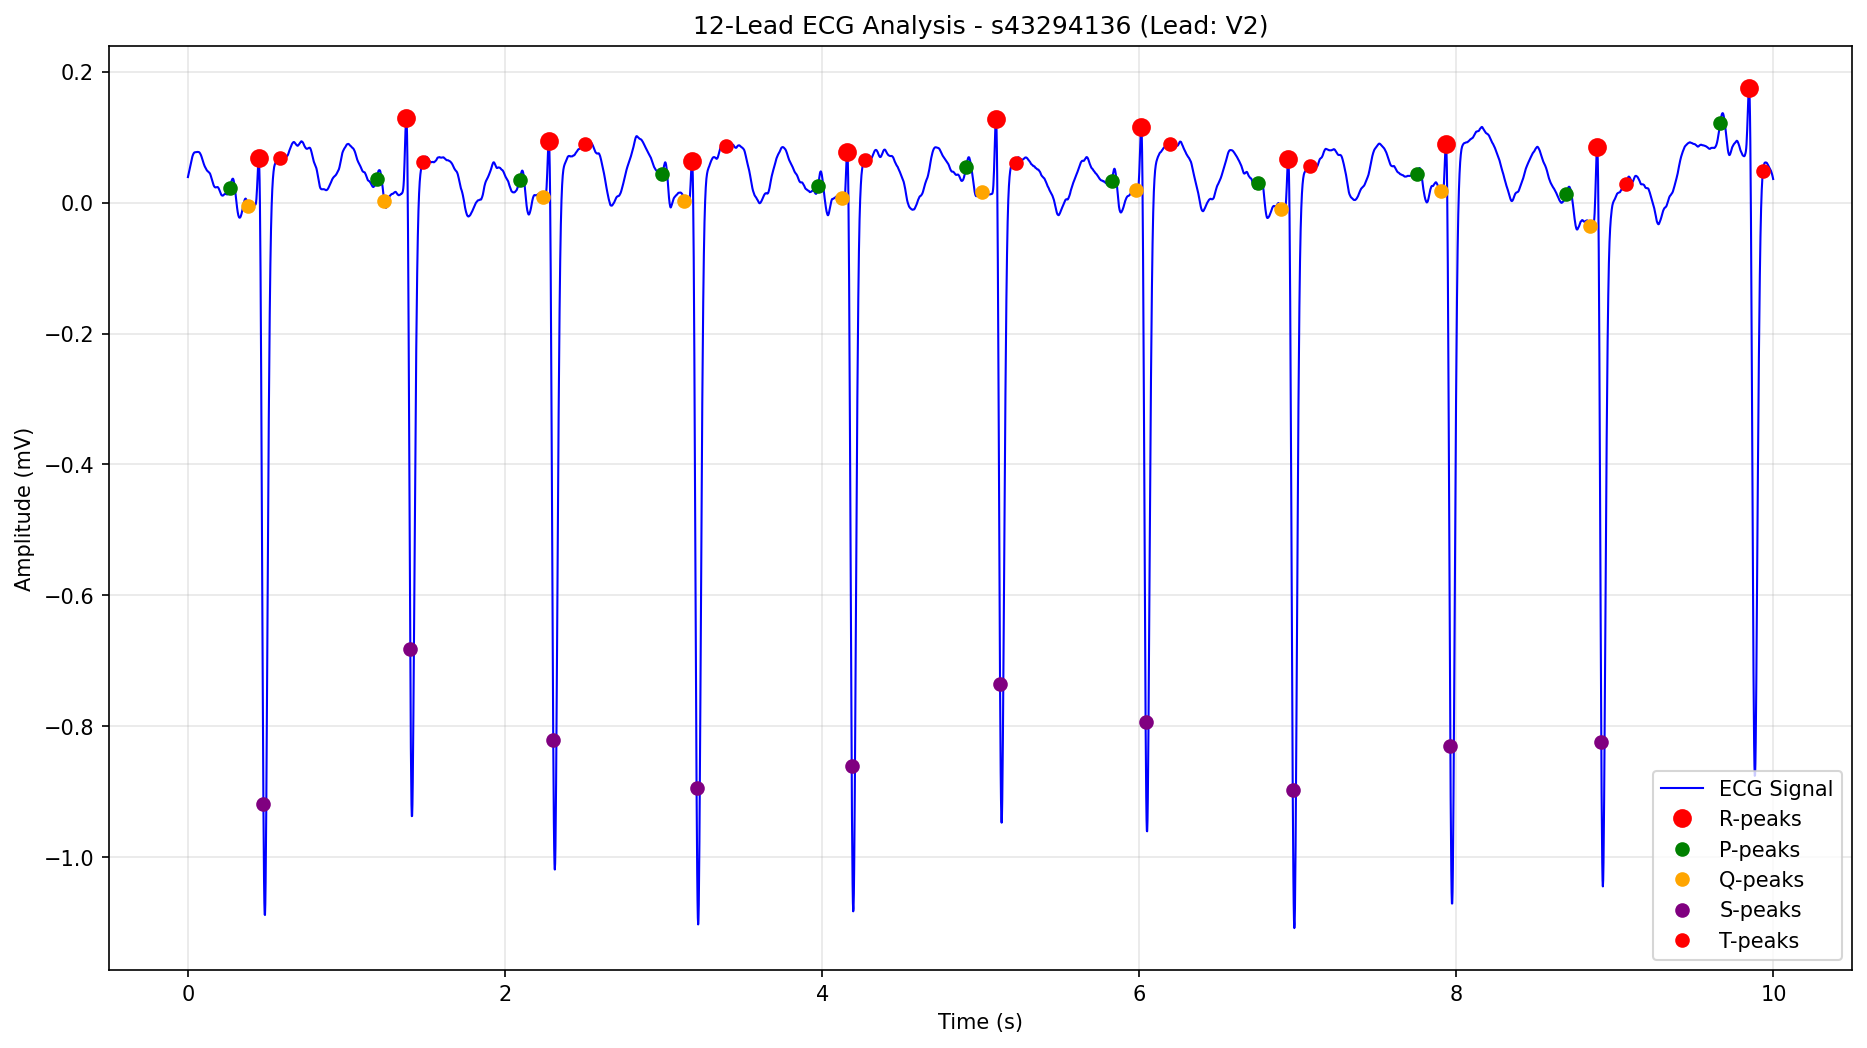 12-Lead ECG Analysis - s43294136 (Lead: V2)
Amplitude (mV)
0.2
0.0
−0.2
−0.4
−0.6
−0.8
−1.0
ECG Signal
R-peaks
P-peaks
Q-peaks
S-peaks
T-peaks
0 2 4 6 8 10
Time (s)